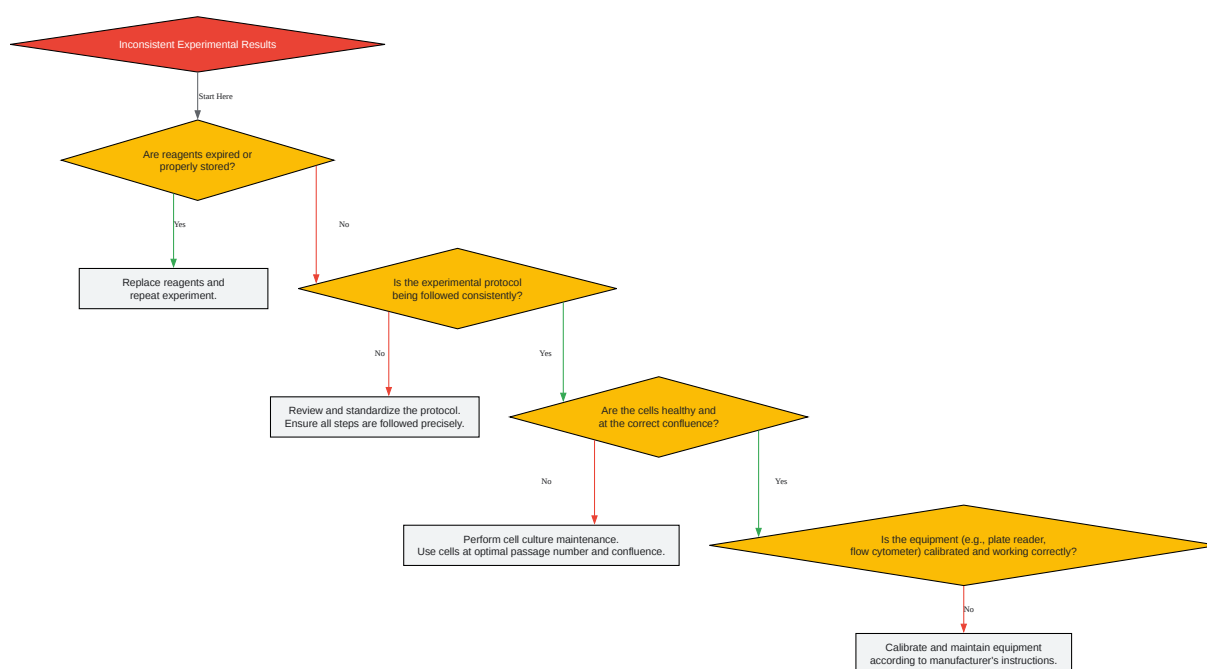 Inconsistent Experimental Results
Start Here
Are reagents expired or
properly stored?
Yes
No
Replace reagents and
repeat experiment.
Is the experimental protocol
being followed consistently?
No
Yes
Review and standardize the protocol.
Ensure all steps are followed precisely.
Are the cells healthy and
at the correct confluence?
No
Yes
Perform cell culture maintenance.
Use cells at optimal passage number and confluence.
Is the equipment (e.g., plate reader,
flow cytometer) calibrated and working correctly?
No
Calibrate and maintain equipment
according to manufacturer's instructions.